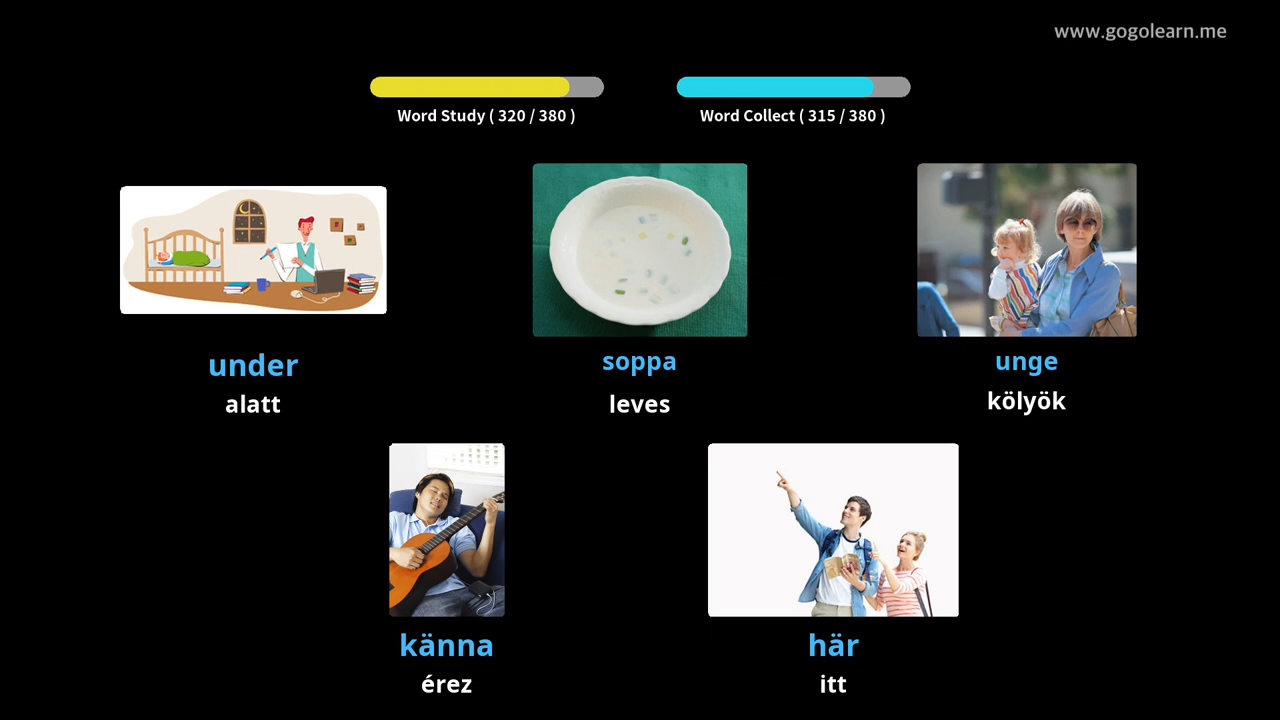 www.gogolearn.me
Word Study ( 320 / 380 )
Word Collect ( 315 / 380 )
under
alatt
soppa
leves
unge
kölyök
känna
érez
här
itt